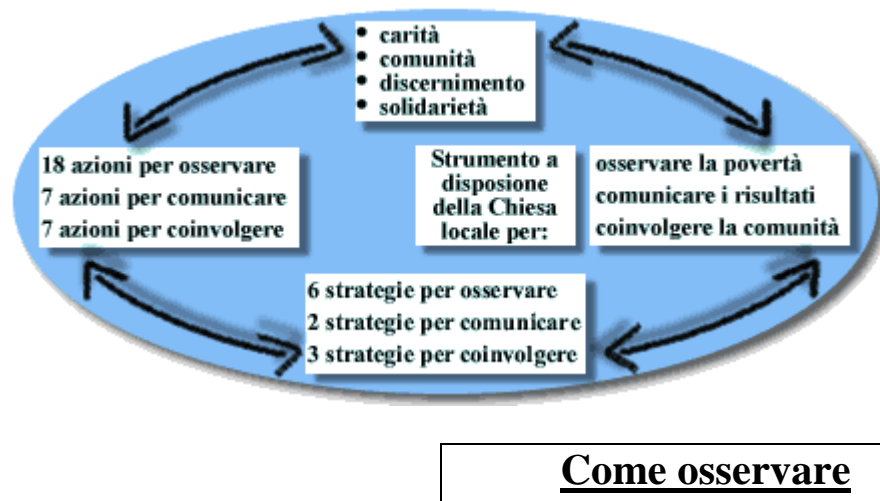 • carità
• comunità
• discernimento
• solidarietà
18 azioni per osservare
7 azioni per comunicare
7 azioni per coinvolgere
Strumento a
disposione
della Chiesa
locale per:
osservare la povertà
comunicare i risultati
coinvolgere la comunità
6 strategie per osservare
2 strategie per comunicare
3 strategie per coinvolgere
Come osservare